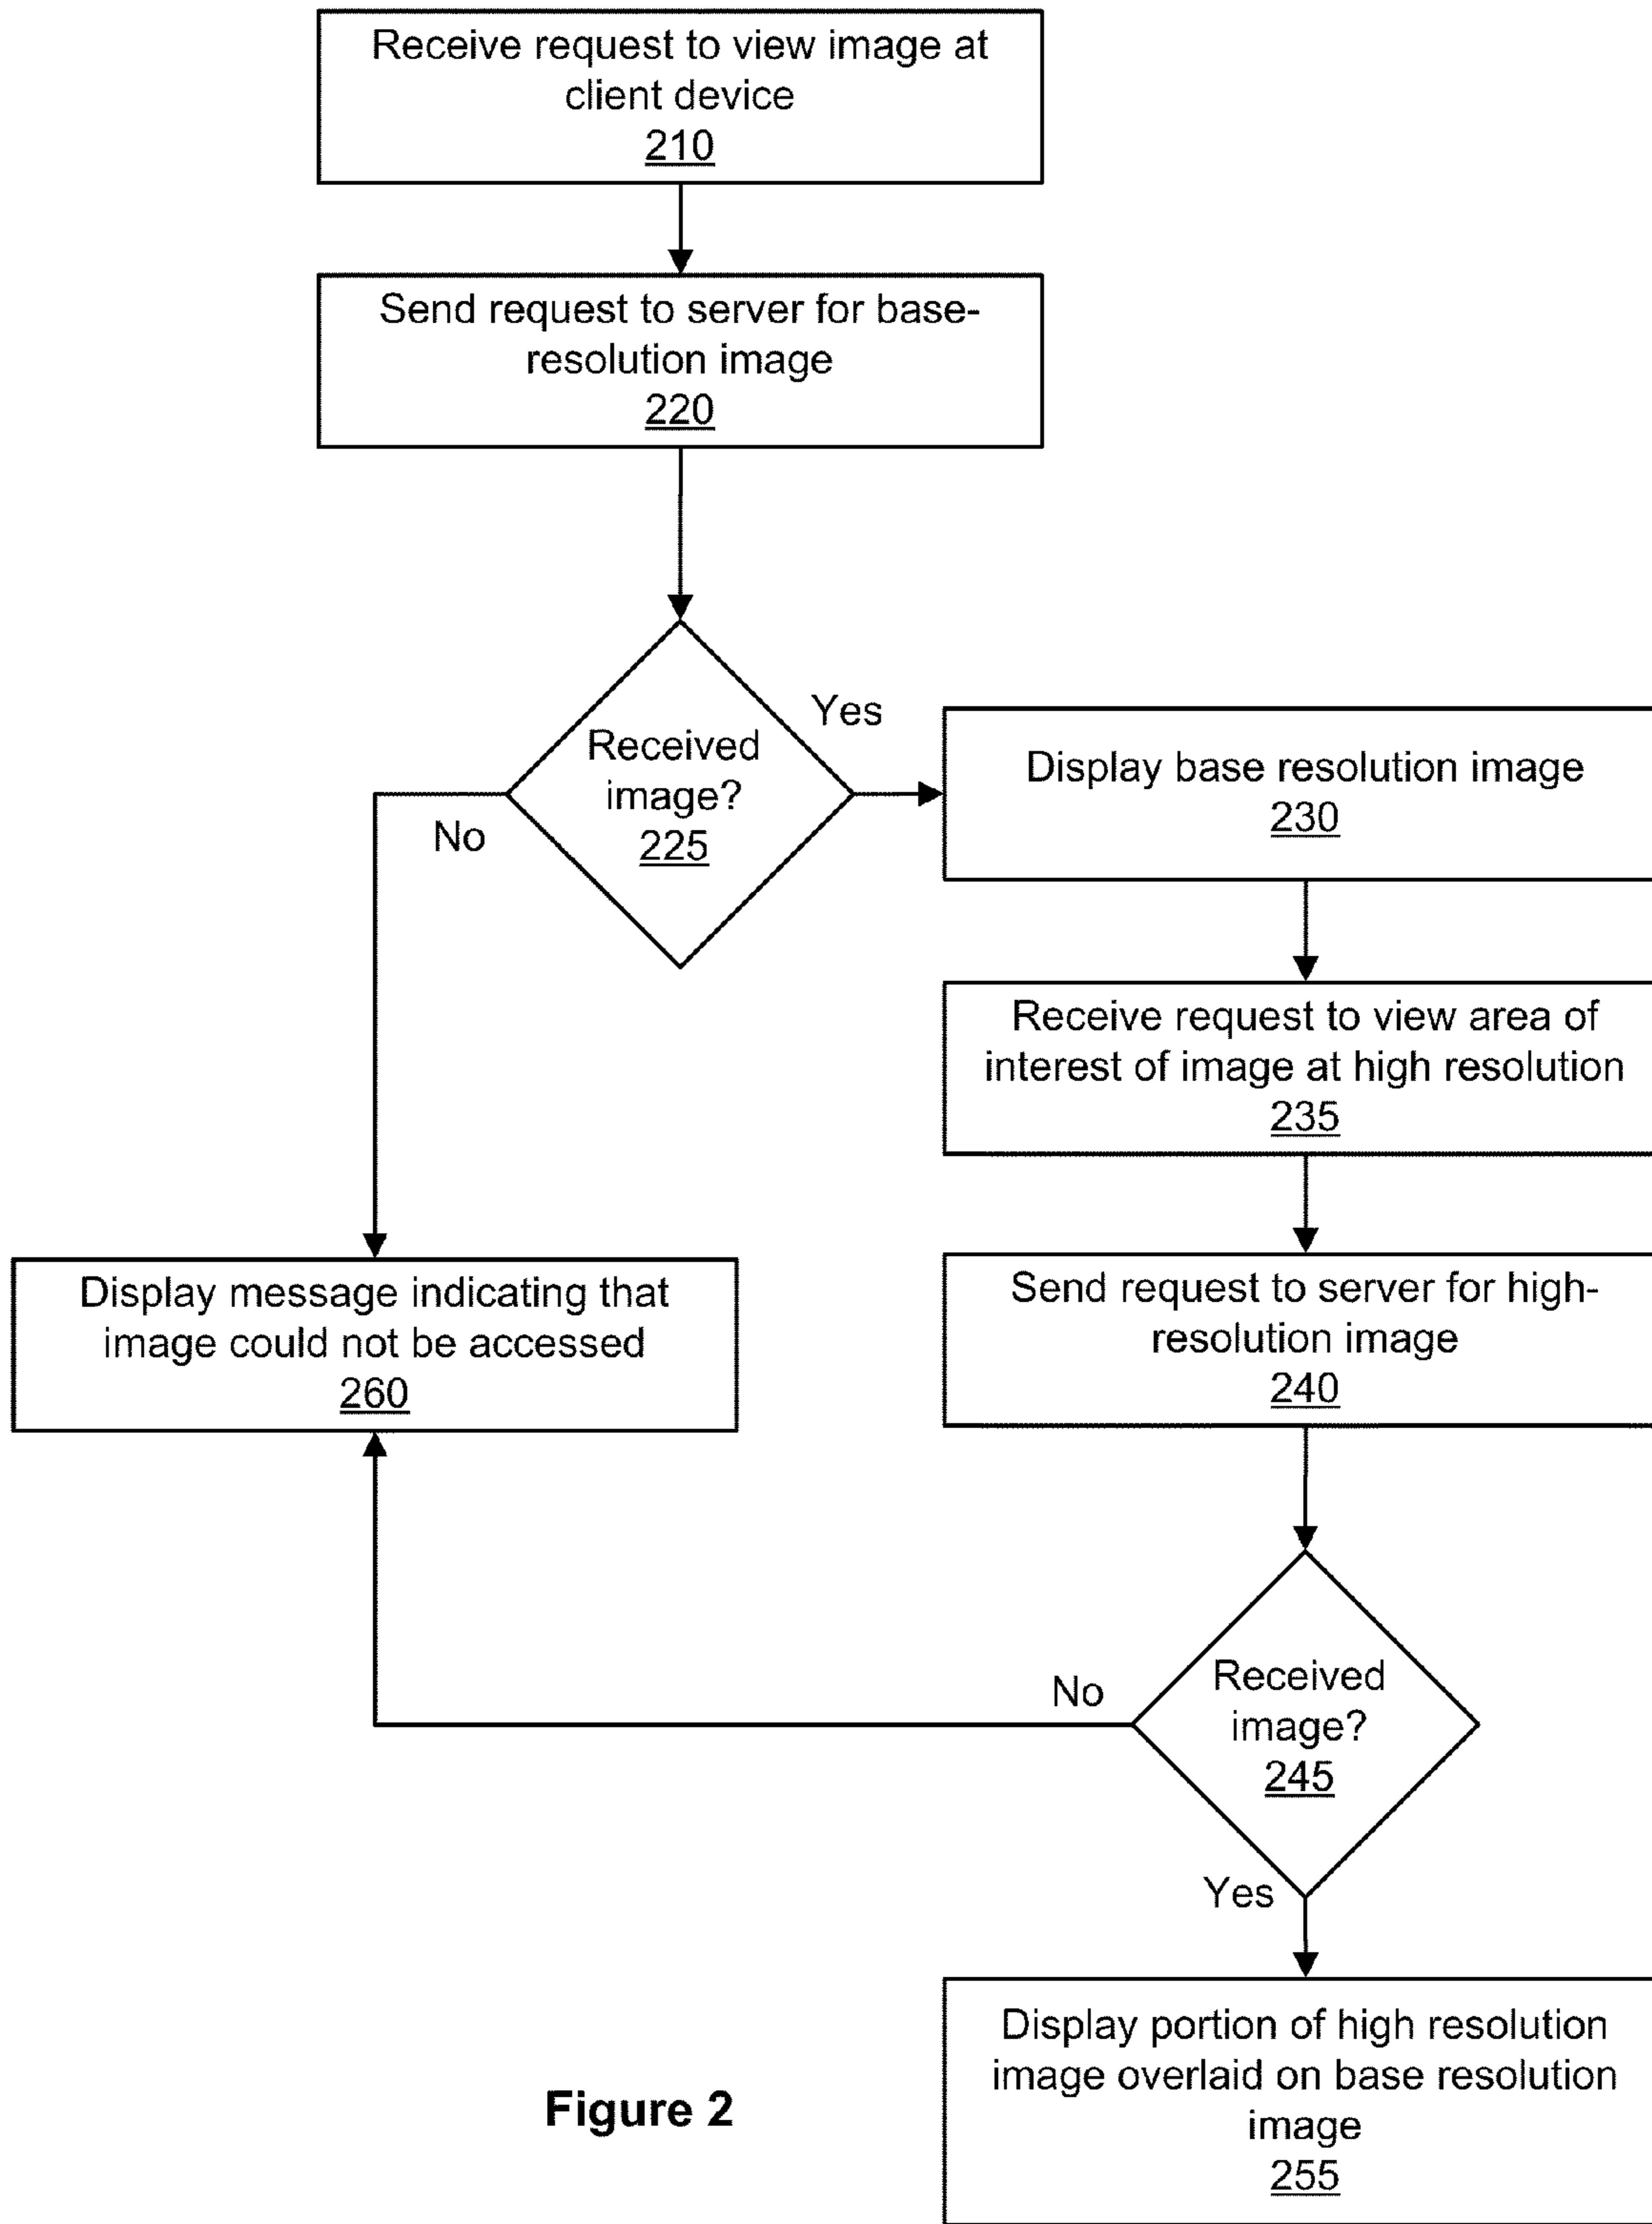 Receive request to view image at
client device
210
Send request to server for base-
resolution image
220
Received
image?
225
Yes
No
Display base resolution image
230
Receive request to view area of
interest of image at high resolution
235
Send request to server for high-
resolution image
240
Display message indicating that
image could not be accessed
260
Received
image?
245
No
Yes
Display portion of high resolution
image overlaid on base resolution
image
255
Figure 2